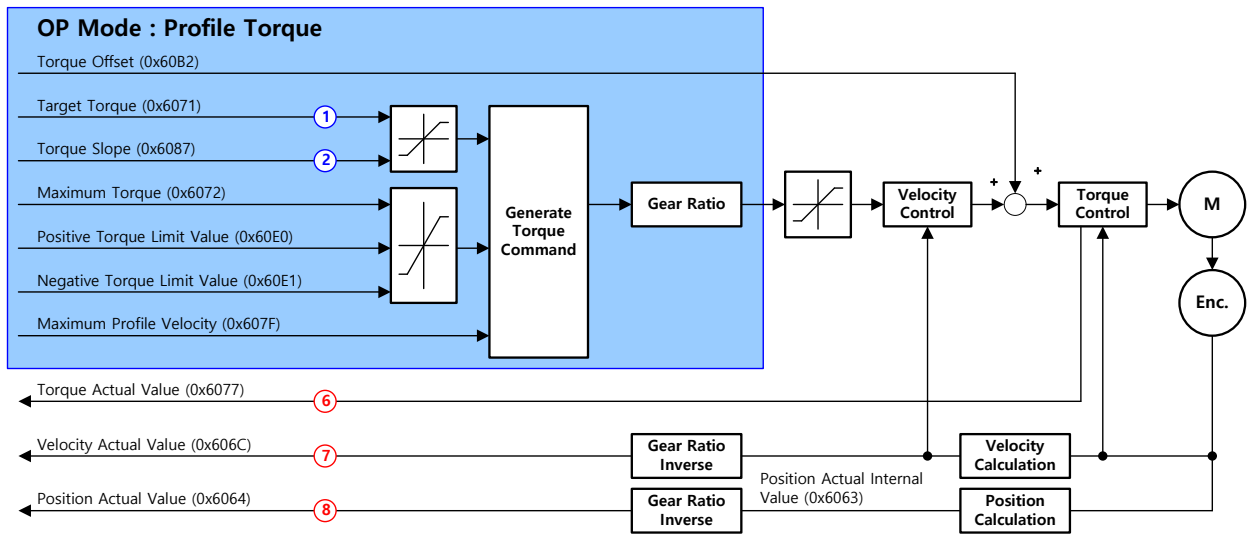 OP Mode : Profile Torque
Torque Offset (0x60B2)
Target Torque (0x6071)
1
Torque Slope (0x6087)
2
Maximum Torque (0x6072)
Positive Torque Limit Value (0x60E0)
Negative Torque Limit Value (0x60E1)
Maximum Profile Velocity (0x607F)
Generate
Torque
Command
Gear Ratio
Velocity
Control
+
+
Torque
Control
M
Enc.
Torque Actual Value (0x6077)
6
Velocity Actual Value (0x606C)
7
Gear Ratio
Inverse
Velocity
Calculation
Position Actual Internal
Value (0x6063)
Position Actual Value (0x6064)
8
Gear Ratio
Inverse
Position
Calculation